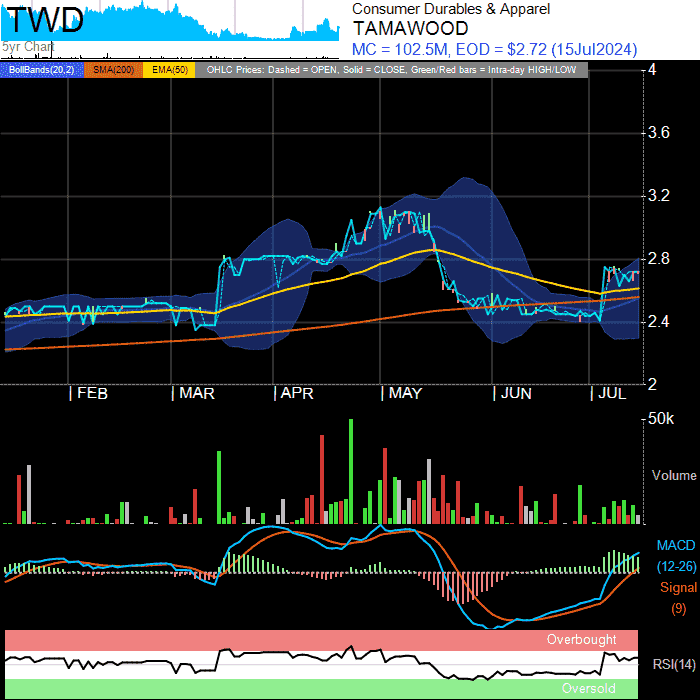 TWD
5yr Chart
Consumer Durables & Apparel
TAMAWOOD
MC = 102.5M, EOD = $2.72 (15Jul2024)
BollBands(20,2) SMA(200) EMA(50) OHLC Prices: Dashed = OPEN, Solid = CLOSE, Green/Red bars = Intra-day HIGH/LOW
4
3.6
3.2
2.8
2.4
2
FEB MAR APR MAY JUN JUL
50k
Volume
MACD
(12-26)
Signal
(9)
Overbought
RSI(14)
Oversold